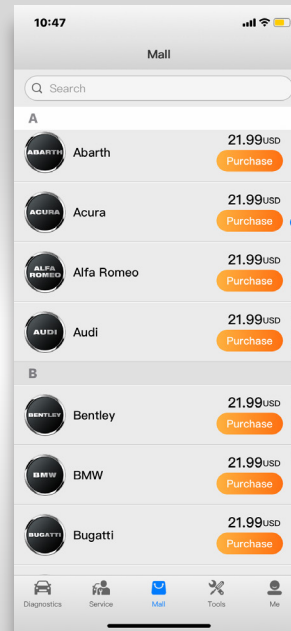 10:47
Mall
Search
A
ABARTH
Abarth
21.99USD
Purchase
ACURA
Acura
21.99USD
Purchase
ALFA
ROMEO
Alfa Romeo
21.99USD
Purchase
AUDI
Audi
21.99USD
Purchase
B
BENTLEY
Bentley
21.99USD
Purchase
BMW
BMW
21.99USD
Purchase
BUGATTI
Bugatti
21.99USD
Purchase
Diagnostics
Service
Mall
Tools
Me